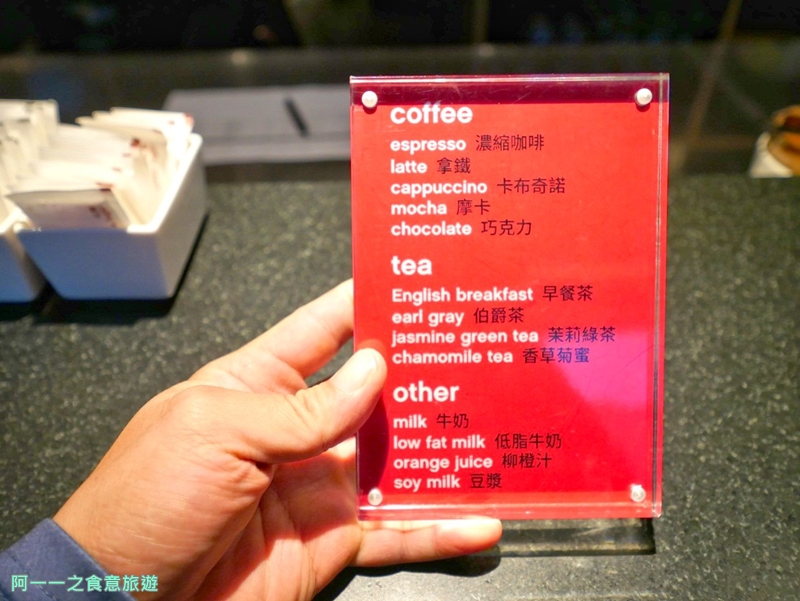 coffee
espresso 濃縮咖啡
latte 拿鐵
cappuccino 卡布奇諾
mocha 摩卡
chocolate 巧克力
tea
English breakfast 早餐茶
earl gray 伯爵茶
jasmine green tea 茉莉綠茶
chamomile tea 香草菊蜜
other
milk 牛奶
low fat milk 低脂牛奶
orange juice 柳橙汁
soy milk 豆漿
阿一一之食意旅遊